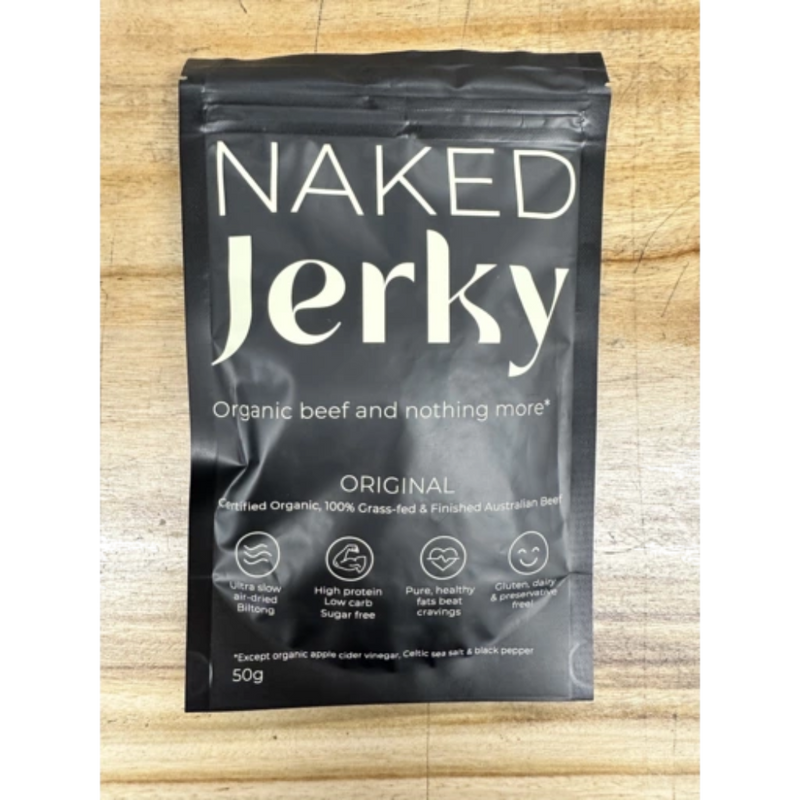 NAKED
Jerky
Organic beef and nothing more*
ORIGINAL
Certified Organic, 100% Grass-fed & Finished Australian Beef
Ultra slow
air-dried
Biltong
High protein
Low carb
Sugar free
Pure, healthy
fats beat
cravings
Gluten, dairy
& preservative
free!
*Except organic apple cider vinegar, Celtic sea salt & black pepper
50g